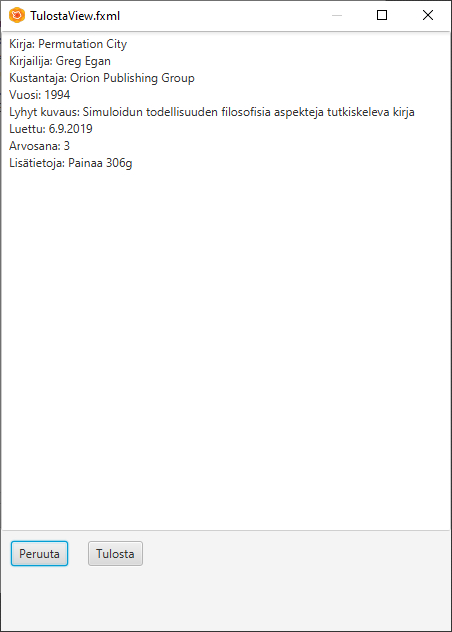 TulostaView.fxml
Kirja: Permutation City
Kirjailija: Greg Egan
Kustantaja: Orion Publishing Group
Vuosi: 1994
Lyhyt kuvaus: Simuloidun todellisuuden filosofisia aspekteja tutkiskeleva kirja
Luettu: 6.9.2019
Arvosana: 3
Lisätietoja: Painaa 306g
Peruuta
Tulosta